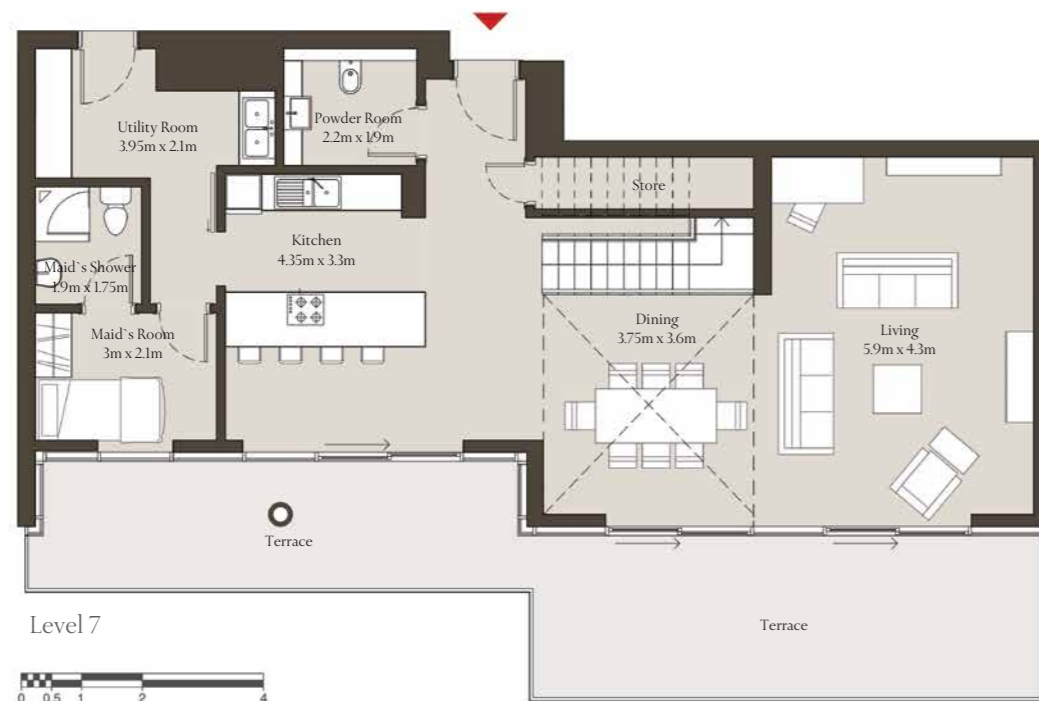 Utility Room
3.95m x 2.1m
Powder Room
2.2m x 1.9m
Store
Maid`s Shower
1.9m x 1.75m
Kitchen
4.35m x 3.3m
Maid`s Room
3m x 2.1m
Dining
3.75m x 3.6m
Living
5.9m x 4.3m
Terrace
Terrace
Level 7
0 0.5 1 2 4